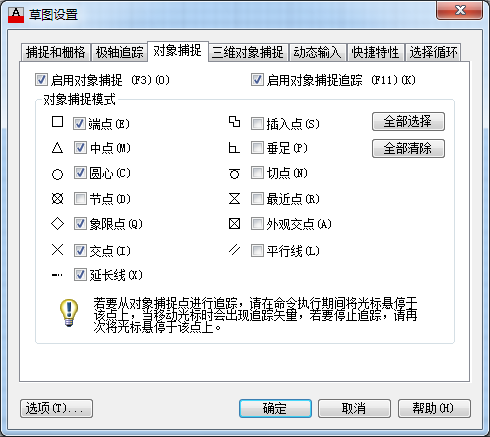 草图设置
捕捉和栅格 极轴追踪 对象捕捉 三维对象捕捉 动态输入 快捷特性 选择循环
启用对象捕捉 (F3)(O) 启用对象捕捉追踪 (F11)(K)
对象捕捉模式
端点(E) 插入点(S) 全部选择
中点(M) 垂足(P) 全部清除
圆心(C) 切点(N)
节点(D) 最近点(R)
象限点(Q) 外观交点(A)
交点(I) 平行线(L)
延长线(X)
若要从对象捕捉点进行追踪，请在命令执行期间将光标悬停于
该点上，当移动光标时会出现追踪矢量，若要停止追踪，请再
次将光标悬停于该点上。
选项(T)... 确定 取消 帮助(H)